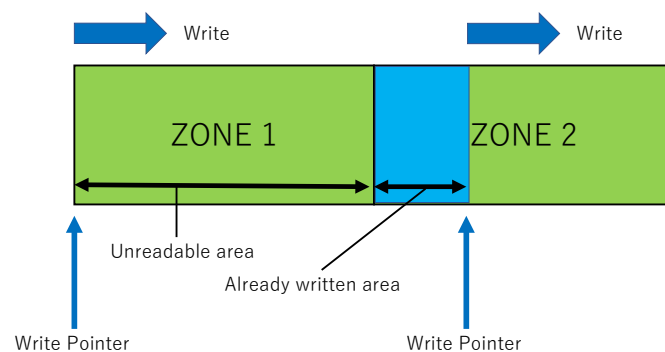 Write
Write
ZONE 1
ZONE 2
Unreadable area
Already written area
Write Pointer
Write Pointer